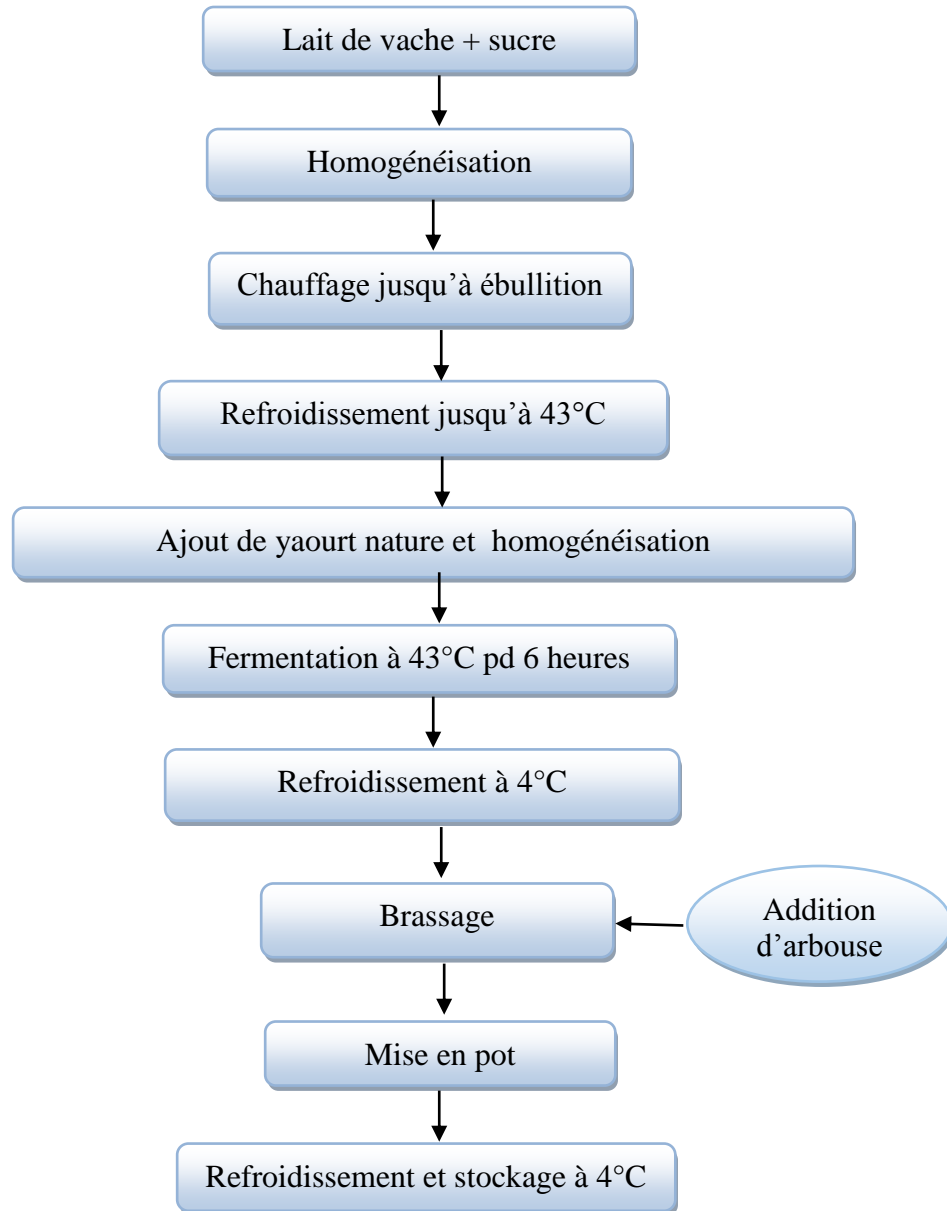 Lait de vache + sucre
Homogénéisation
Chauffage jusqu’à ébullition
Refroidissement jusqu’à 43°C
Ajout de yaourt nature et homogénéisation
Fermentation à 43°C pd 6 heures
Refroidissement à 4°C
Brassage
Addition
d’arbouse
Mise en pot
Refroidissement et stockage à 4°C